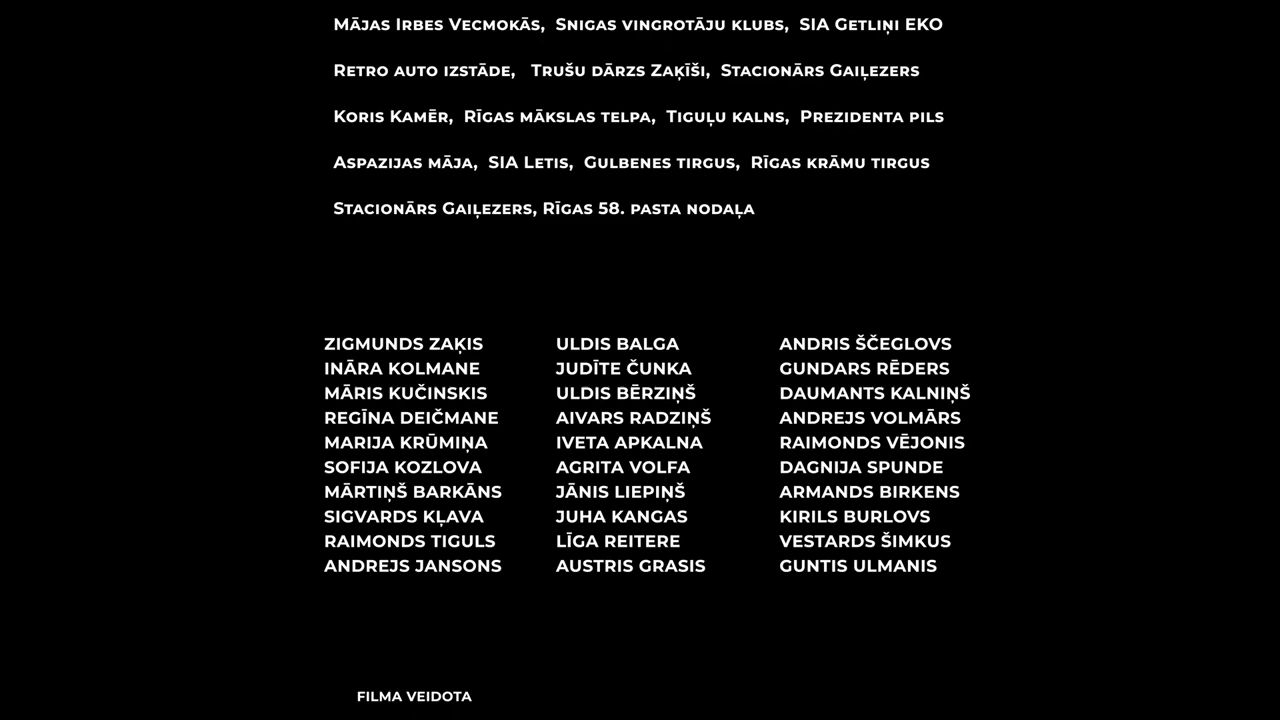 Mājas Irbes Vecmokās, Snigas vingrotāju klubs, SIA Getliņi EKO
Retro auto izstāde, Trušu dārzs Zaķīši, Stacionārs Gaiļezers
Koris Kamēr, Rīgas mākslas telpa, Tiguļu kalns, Prezidenta pils
Aspazijas māja, SIA Letis, Gulbenes tirgus, Rīgas krāmu tirgus
Stacionārs Gaiļezers, Rīgas 58. pasta nodaļa
ZIGMUNDS ZAĶIS ULDIS BALGA ANDRIS ŠČEGLOVS
INĀRA KOLMANE JUDĪTE ČUNKA GUNDARS RĒDERS
MĀRIS KUČINSKIS ULDIS BĒRZIŅŠ DAUMANTS KALNIŅŠ
REGĪNA DEIČMANE AIVARS RADZIŅŠ ANDREJS VOLMĀRS
MARIJA KRŪMIŅA IVETA APKALNA RAIMONDS VĒJONIS
SOFIJA KOZLOVA AGRITA VOLFA DAGNIJA SPUNDE
MĀRTIŅŠ BARKĀNS JĀNIS LIEPIŅŠ ARMANDS BIRKENS
SIGVARDS KĻAVA JUHA KANGAS KIRILS BURLOVS
RAIMONDS TIGULS LĪGA REITERE VESTARDS ŠIMKUS
ANDREJS JANSONS AUSTRIS GRASIS GUNTIS ULMANIS
FILMA VEIDOTA